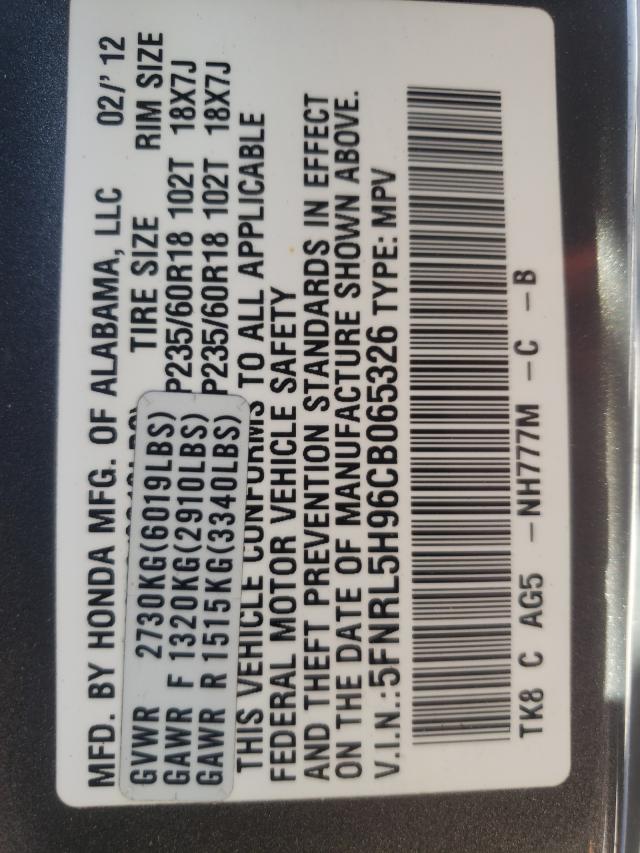 MFD. BY HONDA MFG. OF ALABAMA, LLC 02/' 12
TIRE SIZE RIM SIZE
GVWR 2730KG(6019LBS)
GAWR F 1320KG(2910LBS) P235/60R18 102T 18X7J
GAWR R 1515KG(3340LBS) P235/60R18 102T 18X7J
THIS VEHICLE CONFORMS TO ALL APPLICABLE
FEDERAL MOTOR VEHICLE SAFETY
AND THEFT PREVENTION STANDARDS IN EFFECT
ON THE DATE OF MANUFACTURE SHOWN ABOVE.
V.I.N.:5FNRL5H96CB065326 TYPE: MPV
TK8 C AG5 -NH777M -C -B